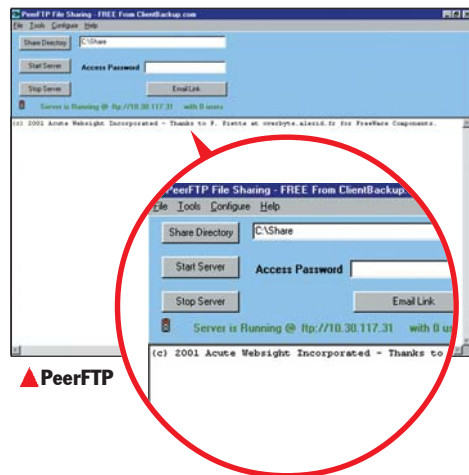 PeerFTP File Sharing - FREE From ClientBackup.com
File Tools Configure Help
Share Directory C:\Share
Start Server Access Password
Stop Server Email Link
Server is Running @ ftp://10.30.117.31 with 0 users
(c) 2001 Acute Websight Incorporated - Thanks to F. Piette at overbyte.alesid.fr for FreeWare Components.
PeerFTP File Sharing - FREE From ClientBackup
File Tools Configure Help
Share Directory C:\Share
Start Server Access Password
Stop Server Email Link
Server is Running @ ftp://10.30.117.31 with 0 us
(c) 2001 Acute Websight Incorporated - Thanks to
PeerFTP